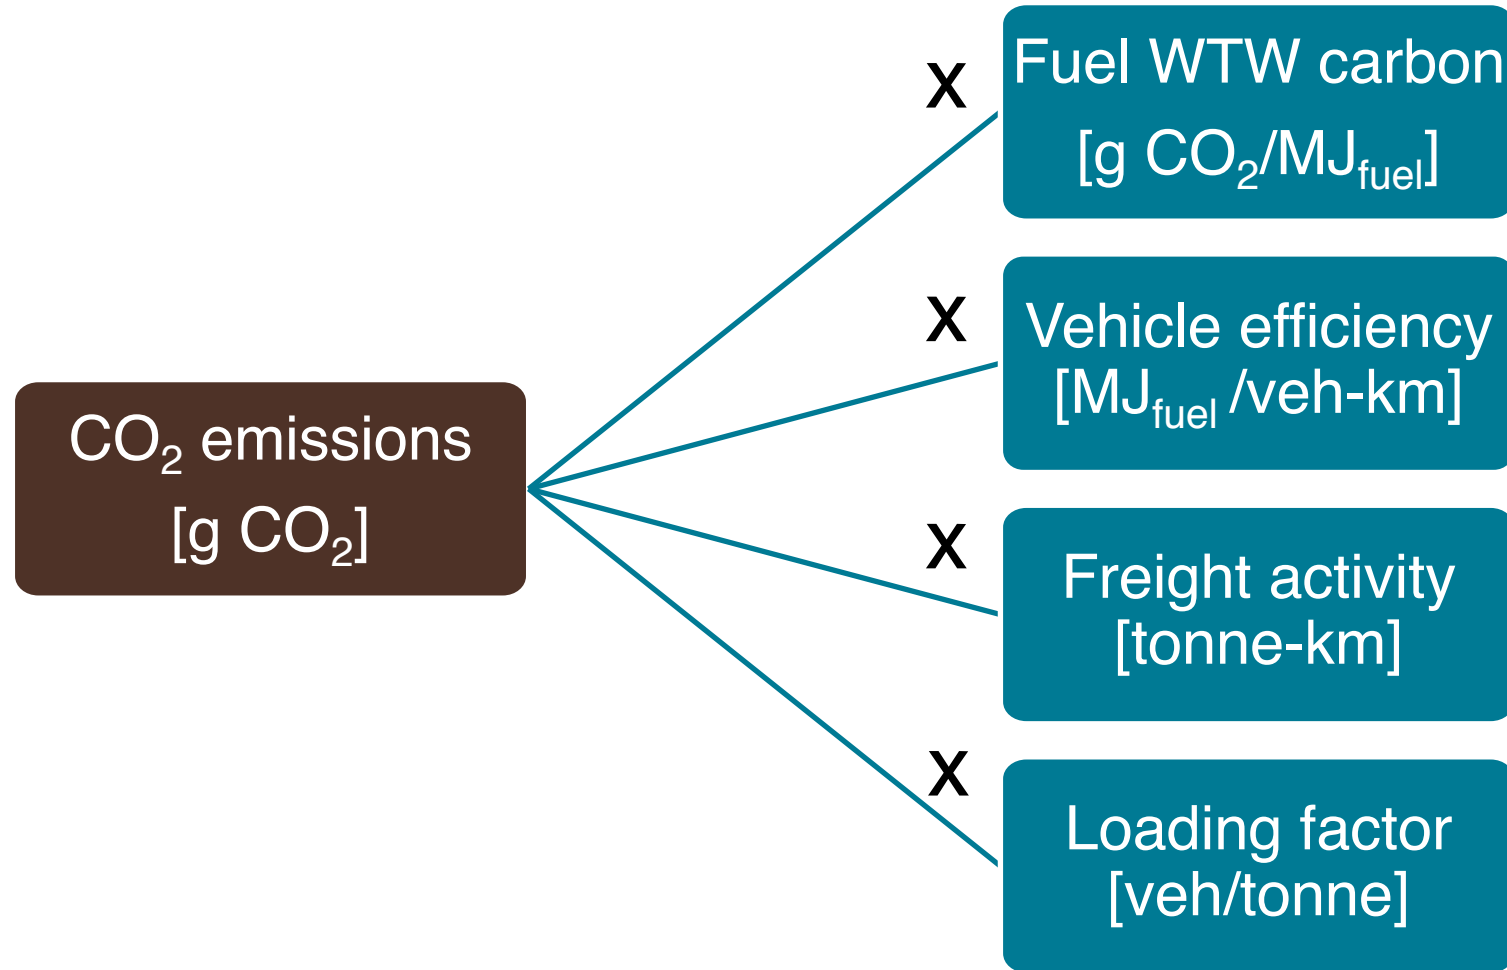 X
Fuel WTW carbon
[g CO₂/MJfuel]
X
Vehicle efficiency
[MJfuel /veh-km]
CO₂ emissions
[g CO₂]
X
Freight activity
[tonne-km]
X
Loading factor
[veh/tonne]